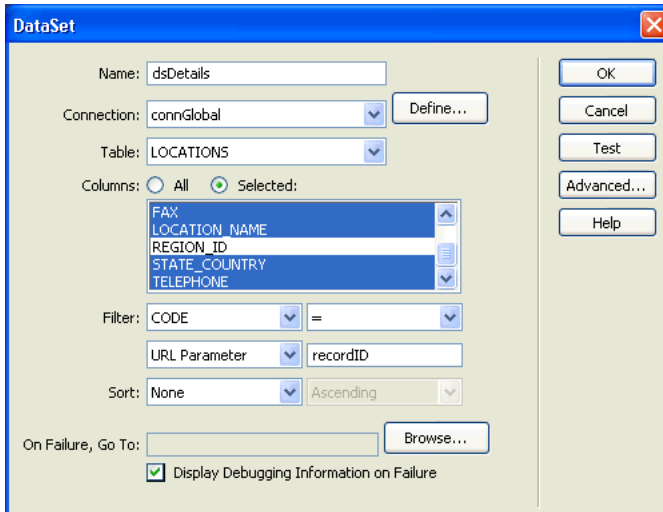 DataSet
Name: dsDetails
OK
Connection: connGlobal Define...
Cancel
Table: LOCATIONS
Test
Columns: All Selected:
Advanced...
FAX
LOCATION_NAME
Help
REGION_ID
STATE_COUNTRY
TELEPHONE
Filter: CODE =
URL Parameter recordID
Sort: None Ascending
On Failure, Go To: Browse...
Display Debugging Information on Failure